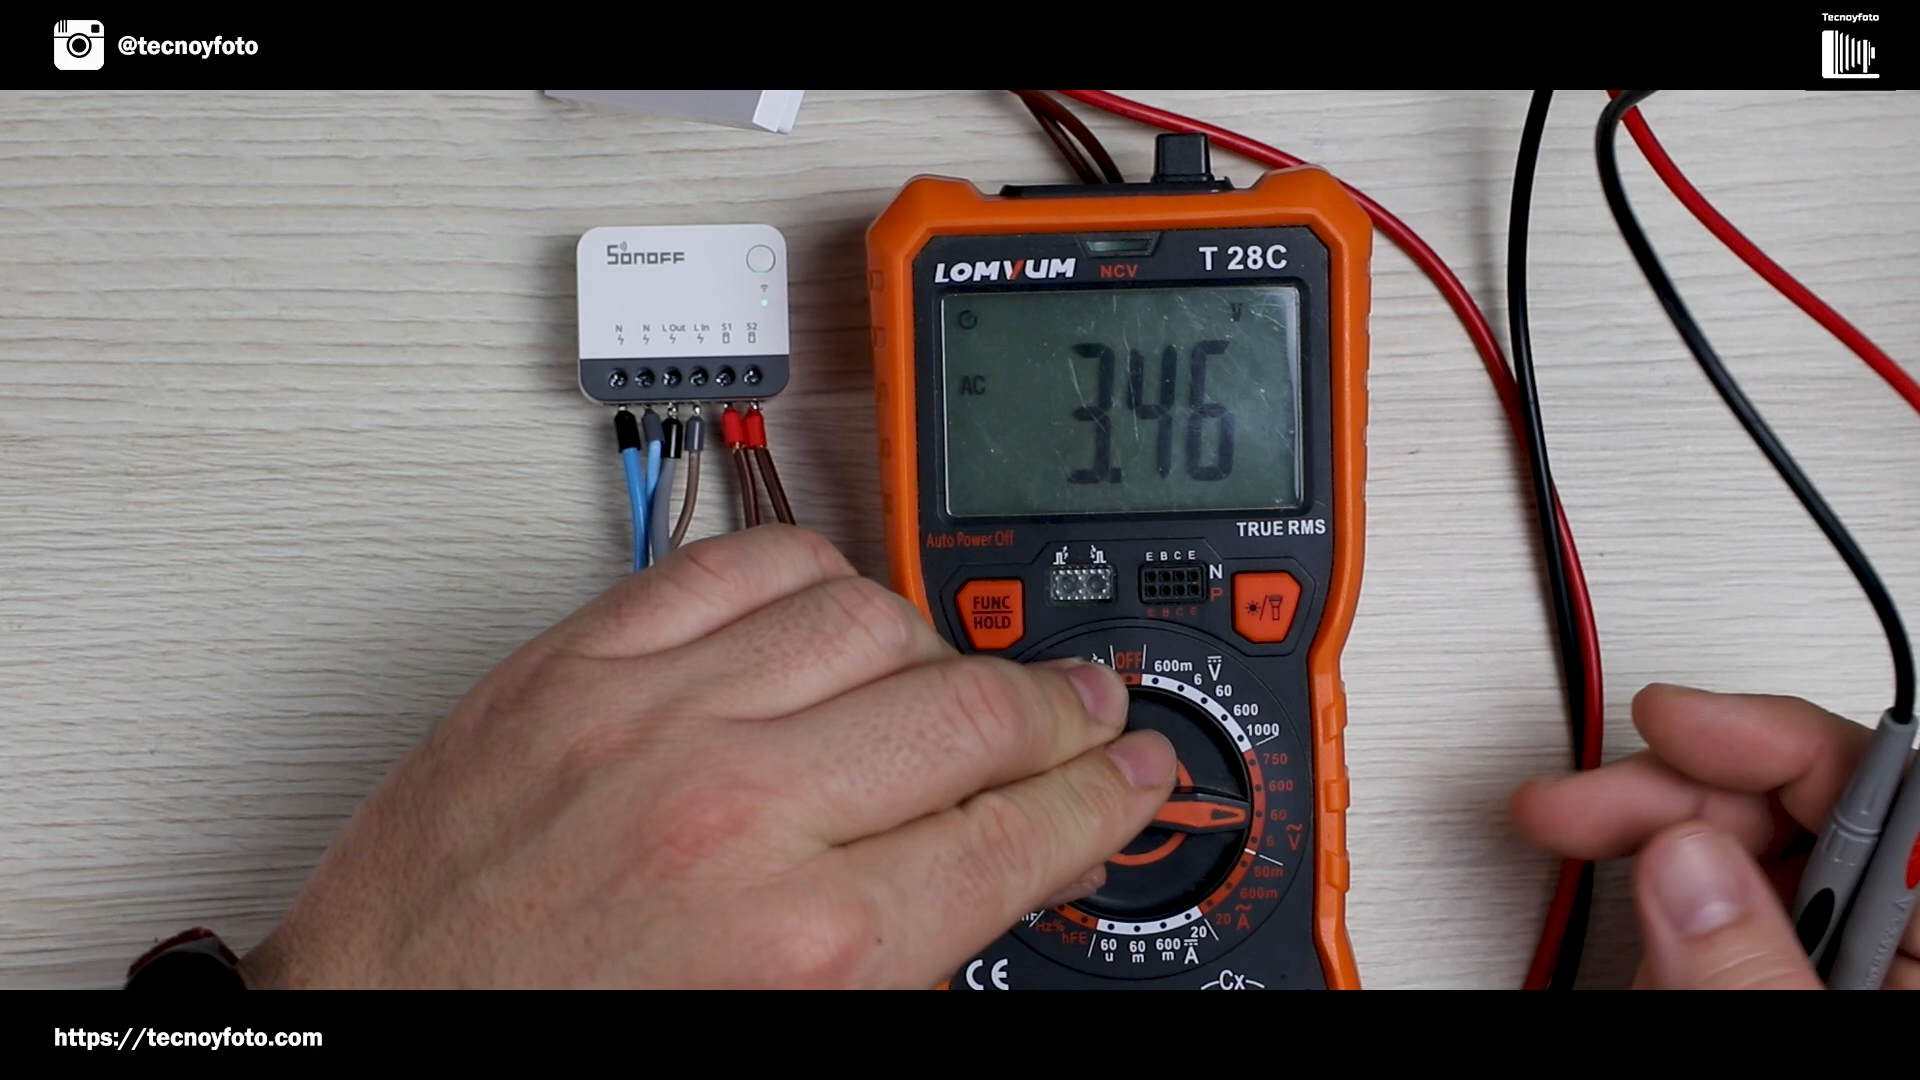 @tecnoyfoto
Tecnoyfoto
SONOFF
N N L Out L In S1 S2
LOMVUM
NCV
T 28C
V
AC
3.46
TRUE RMS
Auto Power Off
E B C E
N
P
E B C E
FUNC
HOLD
OFF
600m
V
6
60
600
1000
750
600
60
6
V
60m
600m
20
A
Hz%
hFE
60
u
60
m
600
m
20
A
CE
Cx
https://tecnoyfoto.com